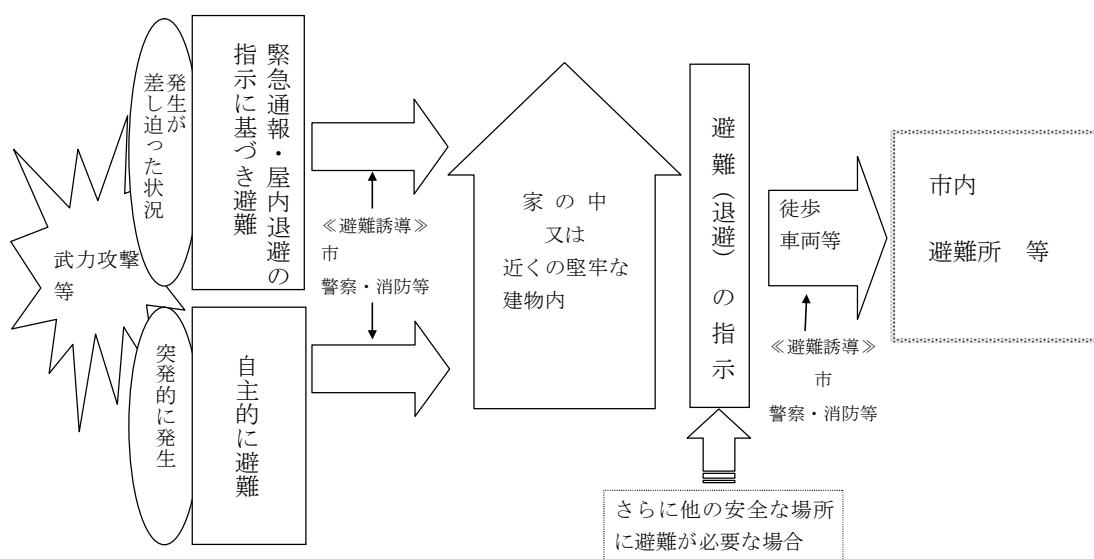 武力攻撃
等
発生が
差し迫った状況
緊急通報・屋内退避の
指示に基づき避難
突発的に発生
自主的に避難
≪避難誘導≫
市
警察・消防等
家の中
又は
近くの堅牢な
建物内
避難（退避）の指示
さらに他の安全な場所
に避難が必要な場合
徒歩
車両等
≪避難誘導≫
市
警察・消防等
市内
避難所　等